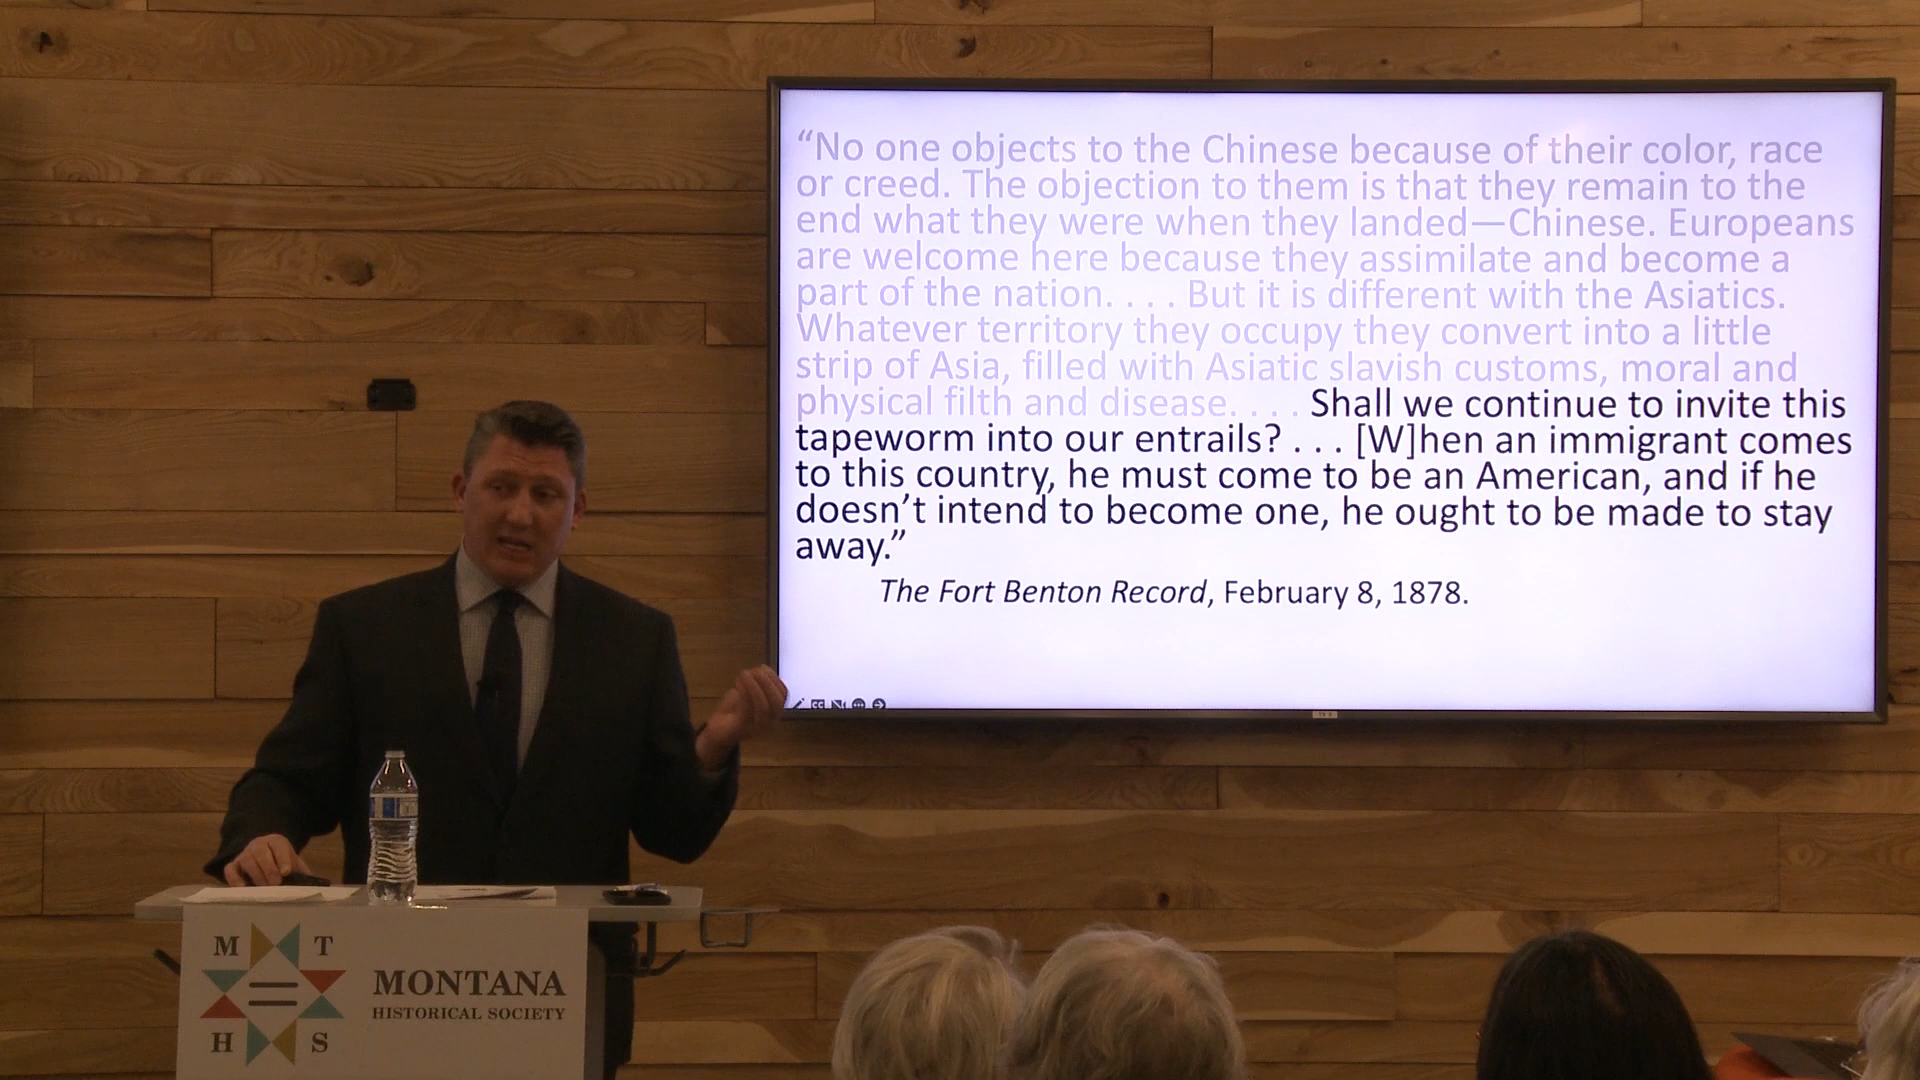 “No one objects to the Chinese because of their color, race
or creed. The objection to them is that they remain to the
end what they were when they landed—Chinese. Europeans
are welcome here because they assimilate and become a
part of the nation. . . . But it is different with the Asiatics.
Whatever territory they occupy they convert into a little
strip of Asia, filled with Asiatic slavish customs, moral and
physical filth and disease. . . . Shall we continue to invite this
tapeworm into our entrails? . . . [W]hen an immigrant comes
to this country, he must come to be an American, and if he
doesn’t intend to become one, he ought to be made to stay
away.”
The Fort Benton Record, February 8, 1878.
M T
H S
MONTANA
HISTORICAL SOCIETY